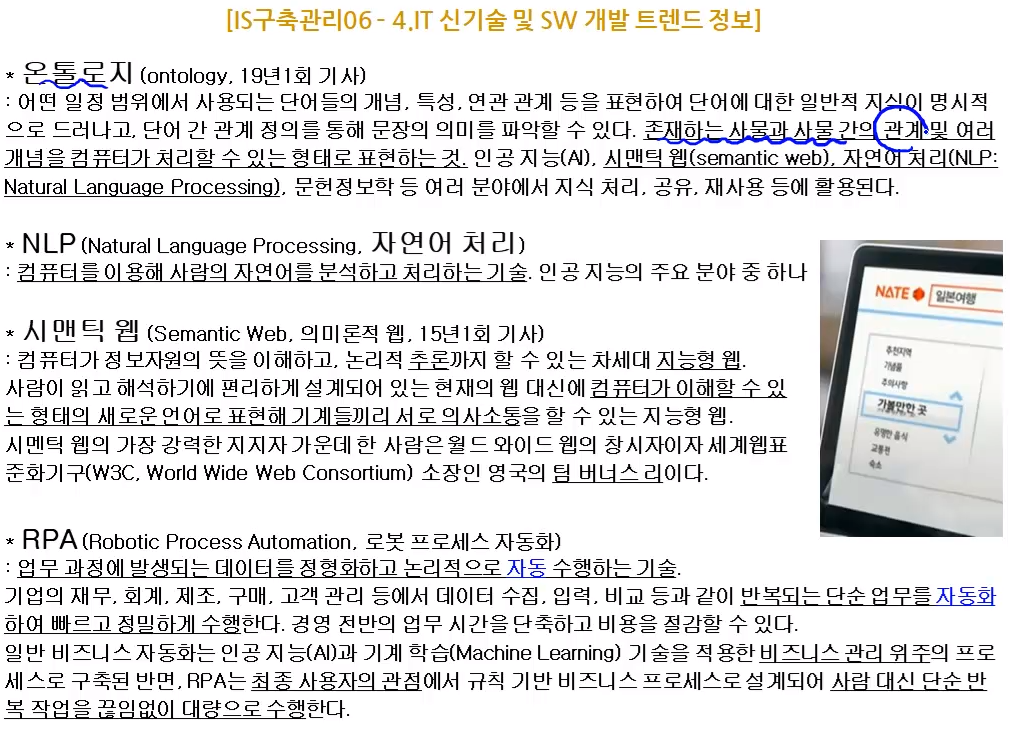 [IS구축관리06 - 4.IT 신기술 및 SW 개발 트렌드 정보]
* 온톨로지 (ontology, 19년1회 기사)
: 어떤 일정 범위에서 사용되는 단어들의 개념, 특성, 연관 관계 등을 표현하여 단어에 대한 일반적 지식이 명시적
으로 드러나고, 단어 간 관계 정의를 통해 문장의 의미를 파악할 수 있다. 존재하는 사물과 사물 간의 관계 및 여러
개념을 컴퓨터가 처리할 수 있는 형태로 표현하는 것. 인공 지능(AI), 시맨틱 웹(semantic web), 자연어 처리(NLP:
Natural Language Processing), 문헌정보학 등 여러 분야에서 지식 처리, 공유, 재사용 등에 활용된다.
* NLP (Natural Language Processing, 자연어 처리)
: 컴퓨터를 이용해 사람의 자연어를 분석하고 처리하는 기술. 인공 지능의 주요 분야 중 하나
* 시맨틱 웹 (Semantic Web, 의미론적 웹, 15년1회 기사)
: 컴퓨터가 정보자원의 뜻을 이해하고, 논리적 추론까지 할 수 있는 차세대 지능형 웹.
사람이 읽고 해석하기에 편리하게 설계되어 있는 현재의 웹 대신에 컴퓨터가 이해할 수 있
는 형태의 새로운 언어로 표현해 기계들끼리 서로 의사소통을 할 수 있는 지능형 웹.
시멘틱 웹의 가장 강력한 지지자 가운데 한 사람은 월드 와이드 웹의 창시자이자 세계웹표
준화기구(W3C, World Wide Web Consortium) 소장인 영국의 팀 버너스 리이다.
NATE 일본여행
추천지역
기념품
주의사항
가볼만한 곳
유명한 음식
교통편
숙소
* RPA (Robotic Process Automation, 로봇 프로세스 자동화)
: 업무 과정에 발생되는 데이터를 정형화하고 논리적으로 자동 수행하는 기술.
기업의 재무, 회계, 제조, 구매, 고객 관리 등에서 데이터 수집, 입력, 비교 등과 같이 반복되는 단순 업무를 자동화
하여 빠르고 정밀하게 수행한다. 경영 전반의 업무 시간을 단축하고 비용을 절감할 수 있다.
일반 비즈니스 자동화는 인공 지능(AI)과 기계 학습(Machine Learning) 기술을 적용한 비즈니스 관리 위주의 프로
세스로 구축된 반면, RPA는 최종 사용자의 관점에서 규칙 기반 비즈니스 프로세스로 설계되어 사람 대신 단순 반
복 작업을 끊임없이 대량으로 수행한다.